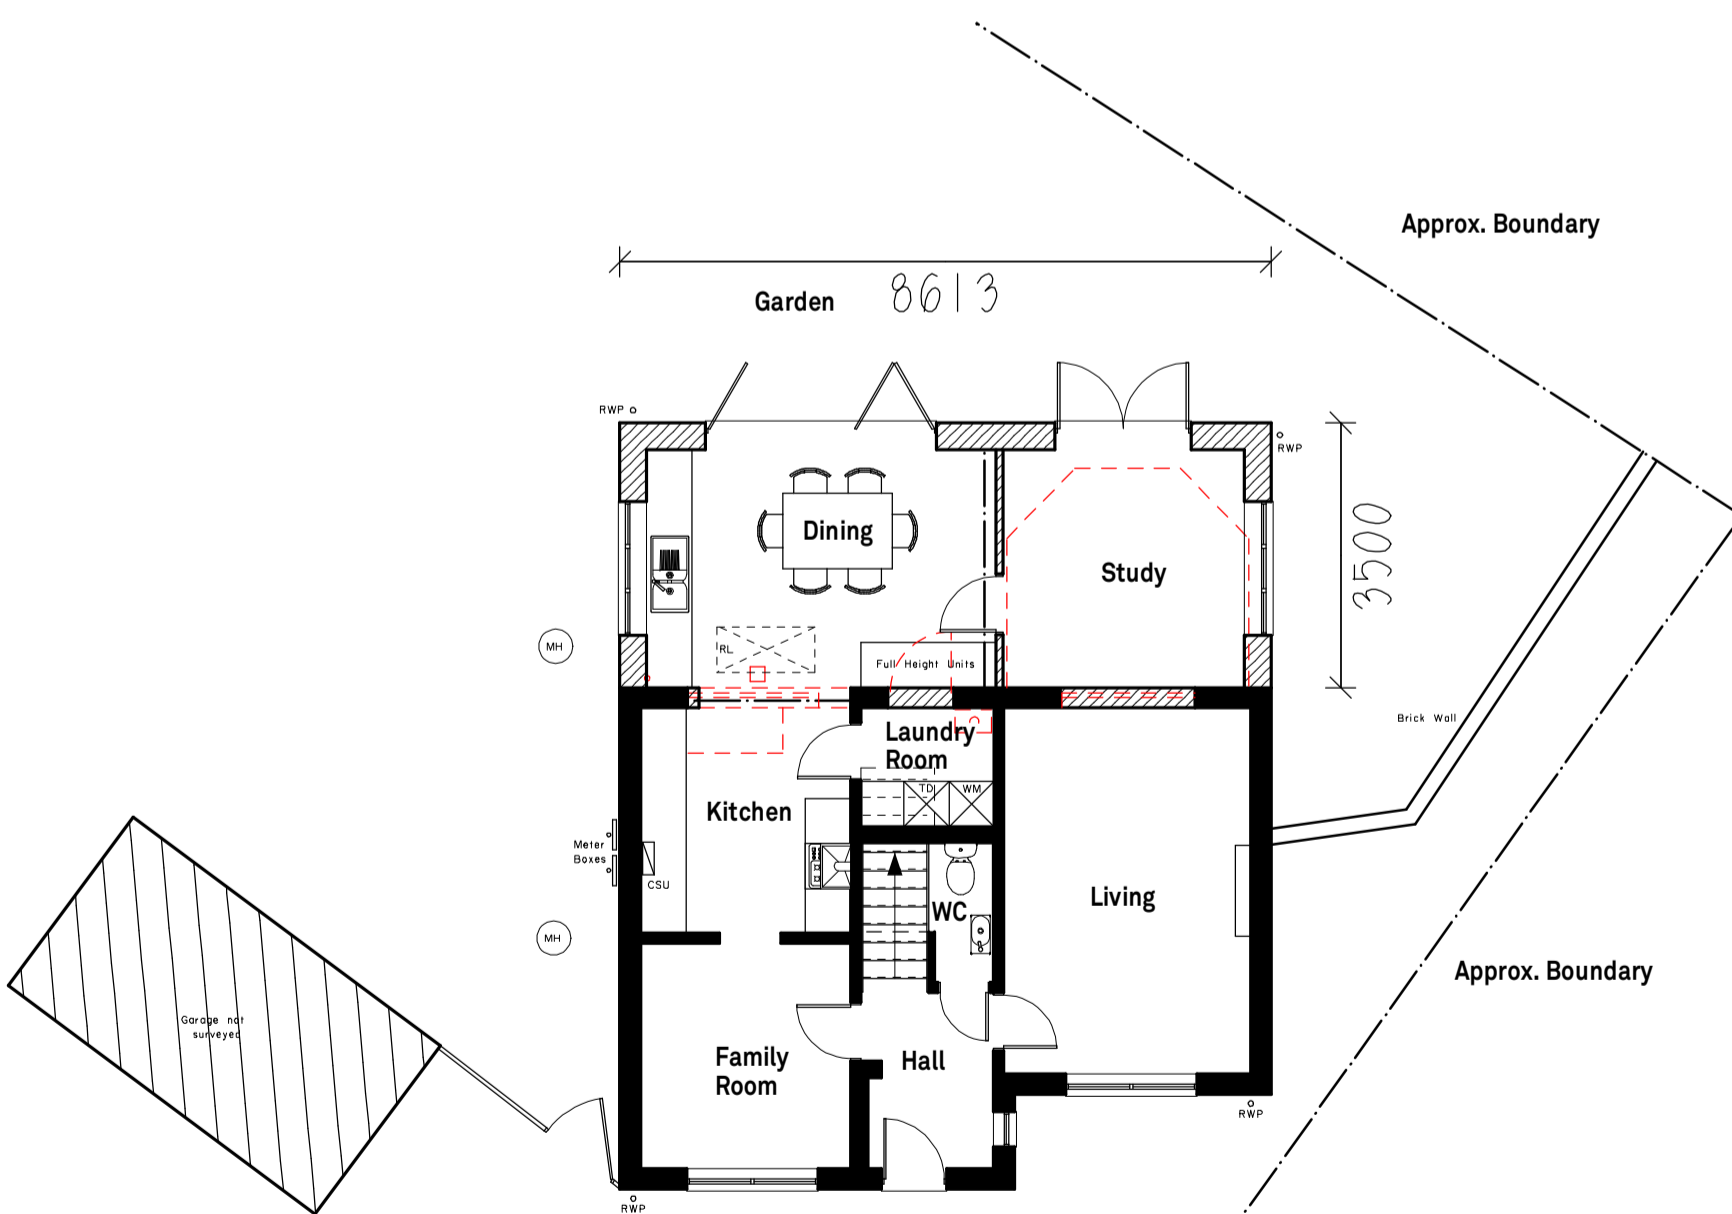 Approx. Boundary
Garden
8613
RWP
RWP
Dining
3500
Study
MH
RL
Full Height Units
Brick Wall
Laundry
Room
TD
WM
Kitchen
Meter
Boxes
CSU
Living
WC
MH
Approx. Boundary
Garage not
surveyed
Family
Room
Hall
RWP
RWP